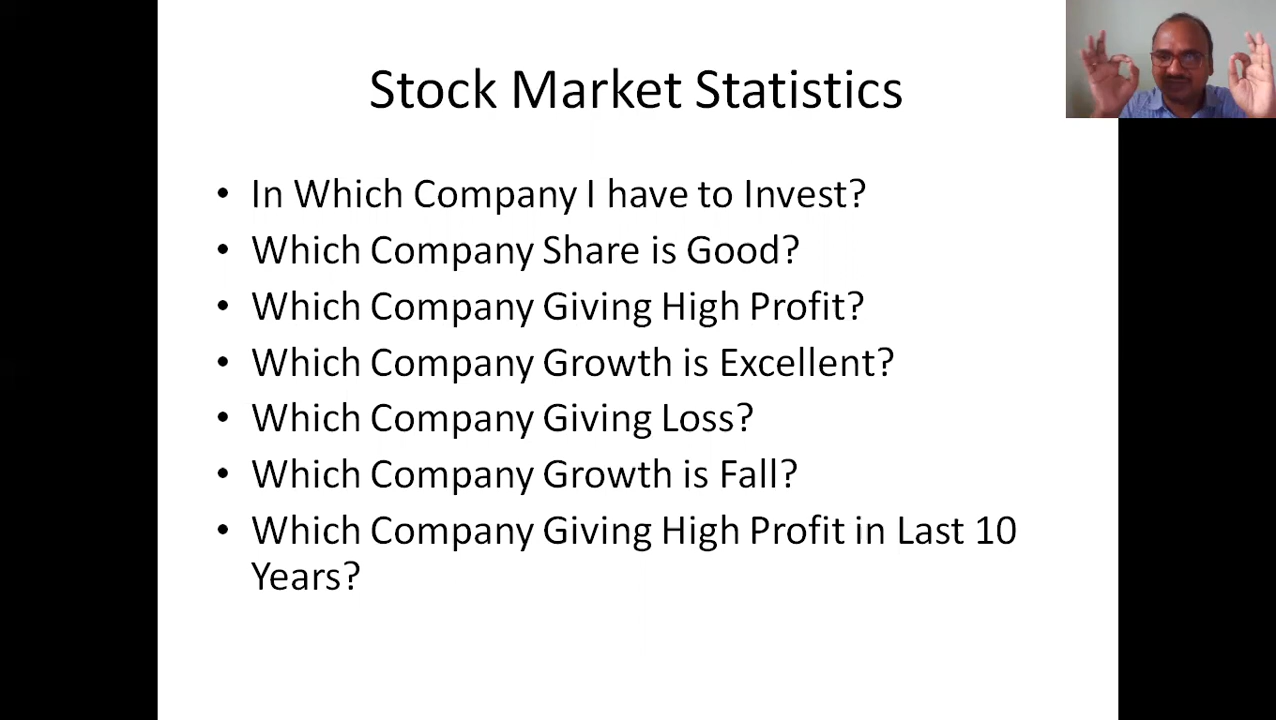 Stock Market Statistics
• In Which Company I have to Invest?
• Which Company Share is Good?
• Which Company Giving High Profit?
• Which Company Growth is Excellent?
• Which Company Giving Loss?
• Which Company Growth is Fall?
• Which Company Giving High Profit in Last 10
Years?